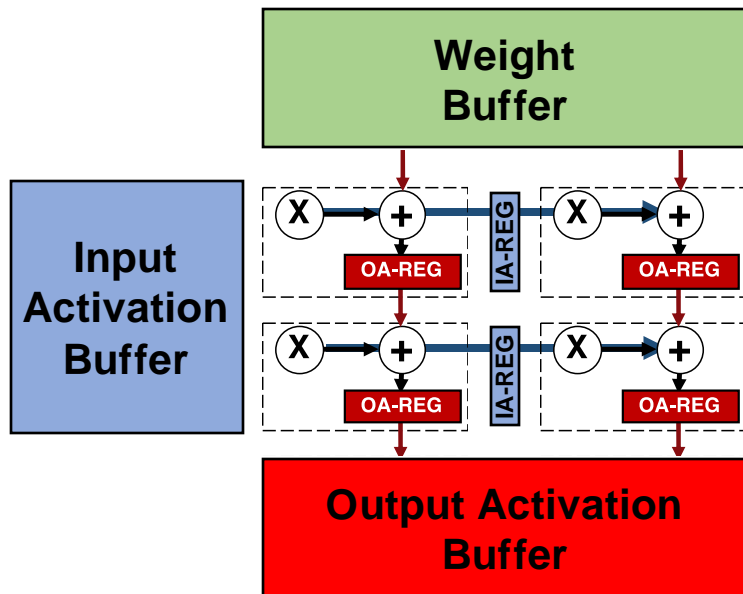 Weight
Buffer
Input
Activation
Buffer
X
+
IA-REG
X
+
OA-REG
OA-REG
X
+
IA-REG
X
+
OA-REG
OA-REG
Output Activation
Buffer